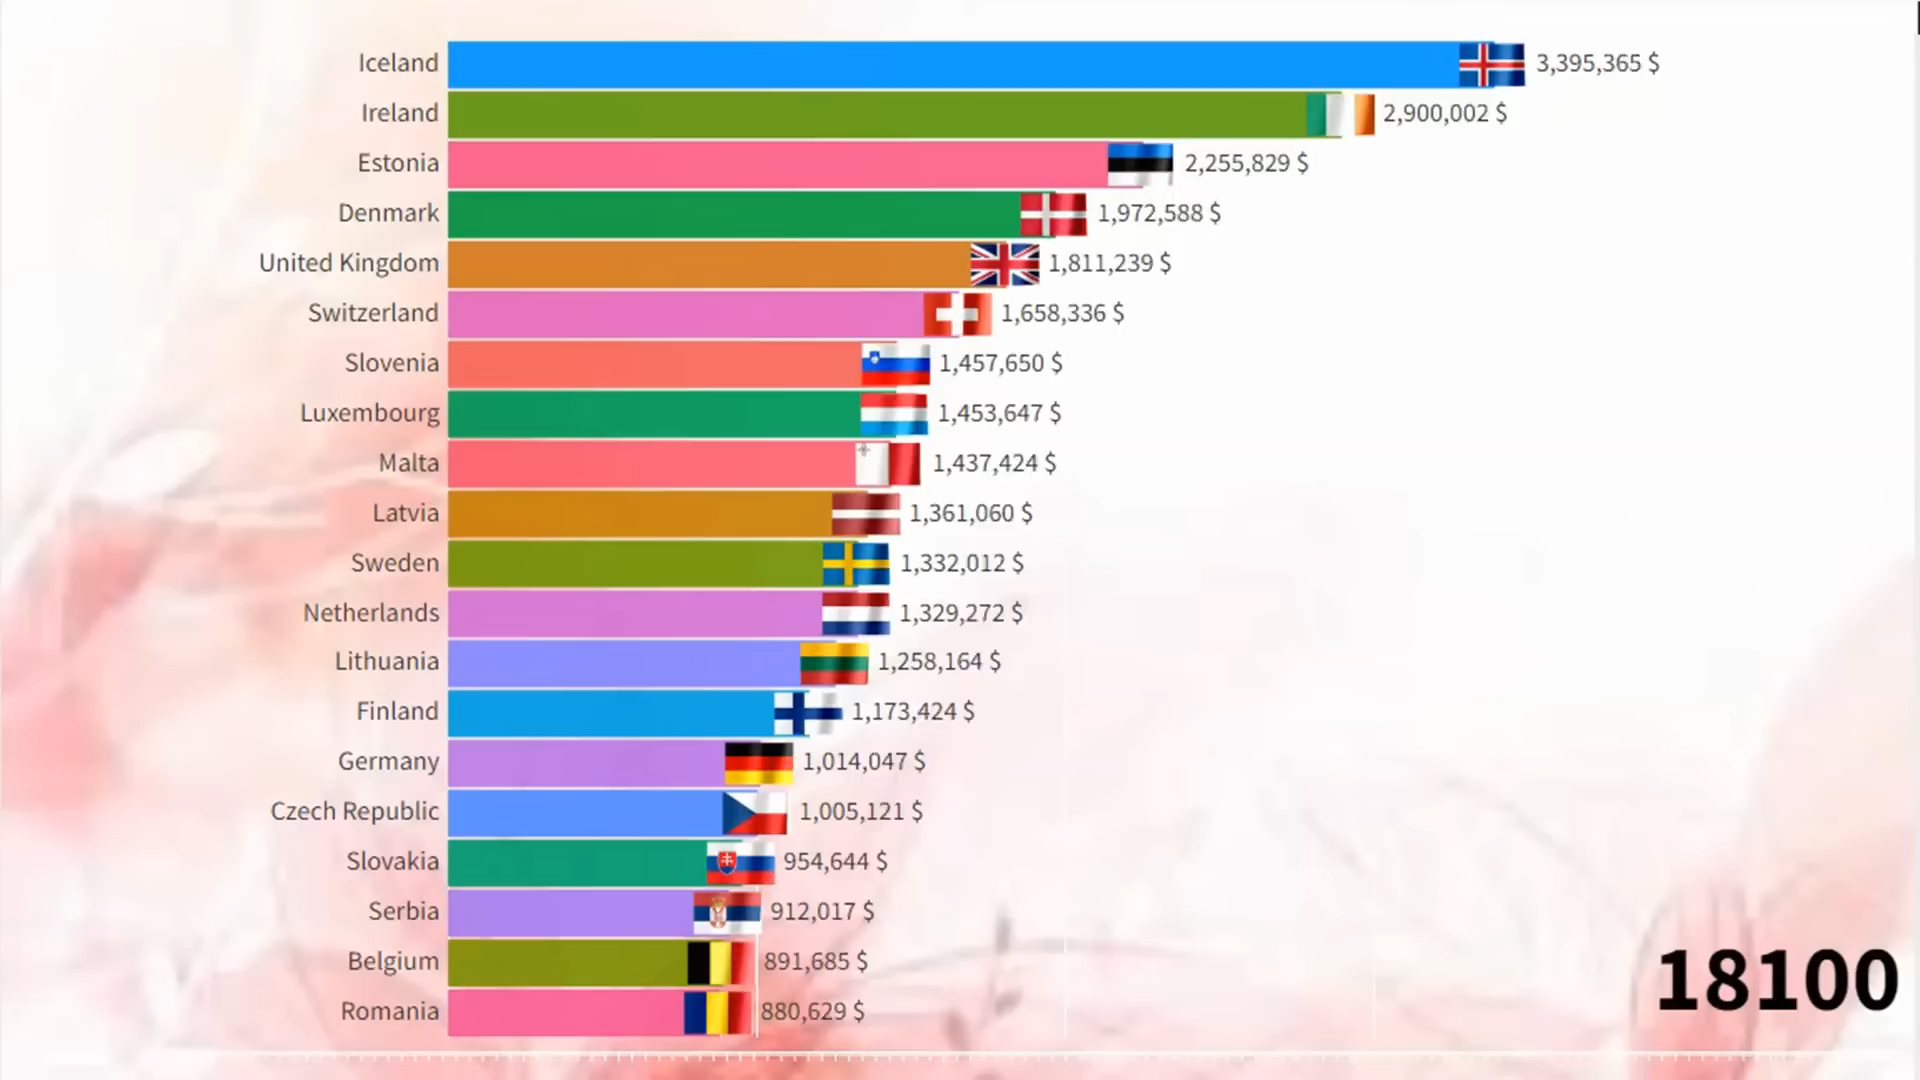 Iceland 3,395,365 $
Ireland 2,900,002 $
Estonia 2,255,829 $
Denmark 1,972,588 $
United Kingdom 1,811,239 $
Switzerland 1,658,336 $
Slovenia 1,457,650 $
Luxembourg 1,453,647 $
Malta 1,437,424 $
Latvia 1,361,060 $
Sweden 1,332,012 $
Netherlands 1,329,272 $
Lithuania 1,258,164 $
Finland 1,173,424 $
Germany 1,014,047 $
Czech Republic 1,005,121 $
Slovakia 954,644 $
Serbia 912,017 $
Belgium 891,685 $
Romania 880,629 $
18100